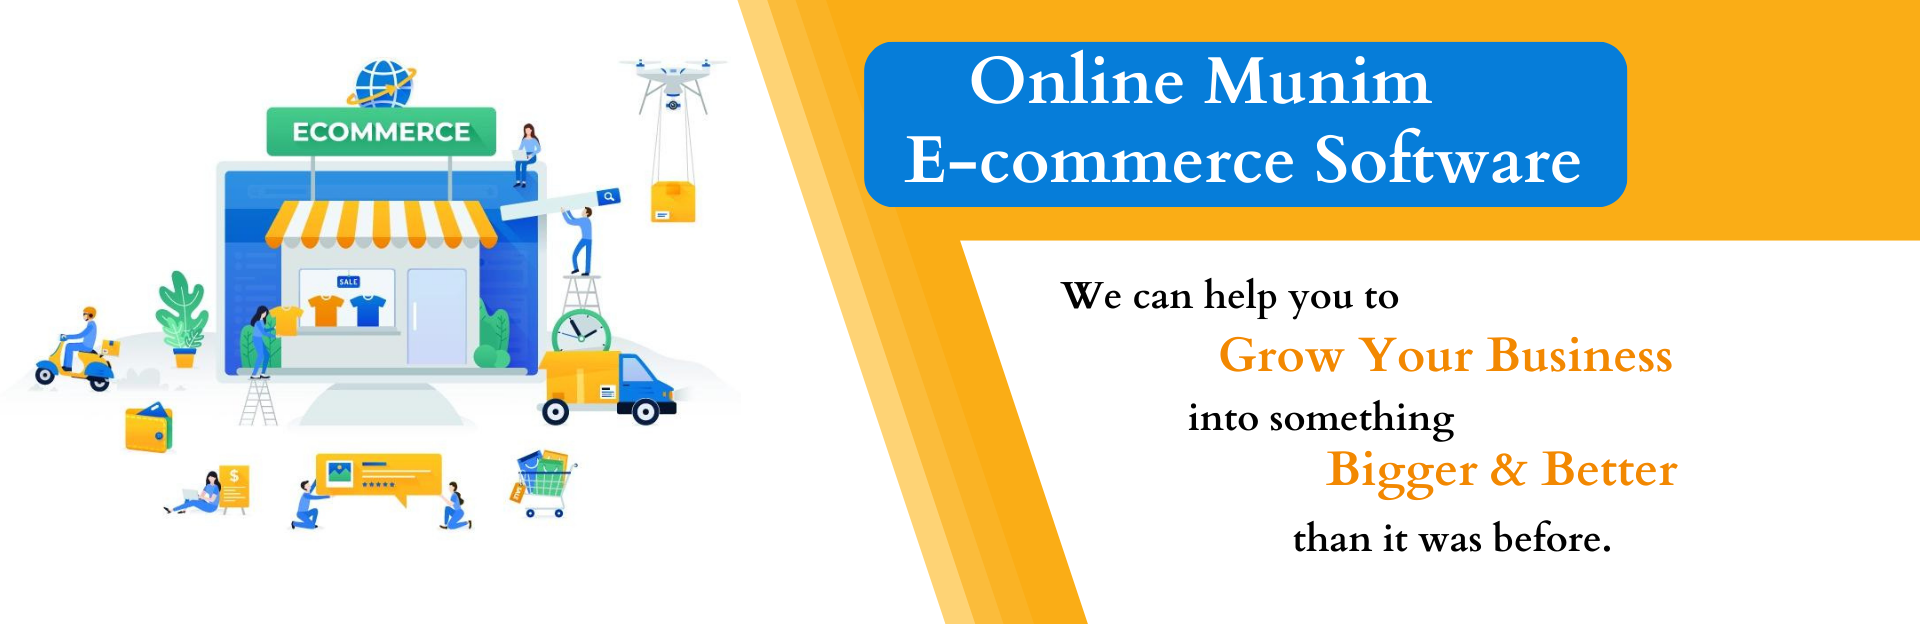 ECOMMERCE
SALE
$
Online Munim
E-commerce Software
We can help you to
Grow Your Business
into something
Bigger & Better
than it was before.